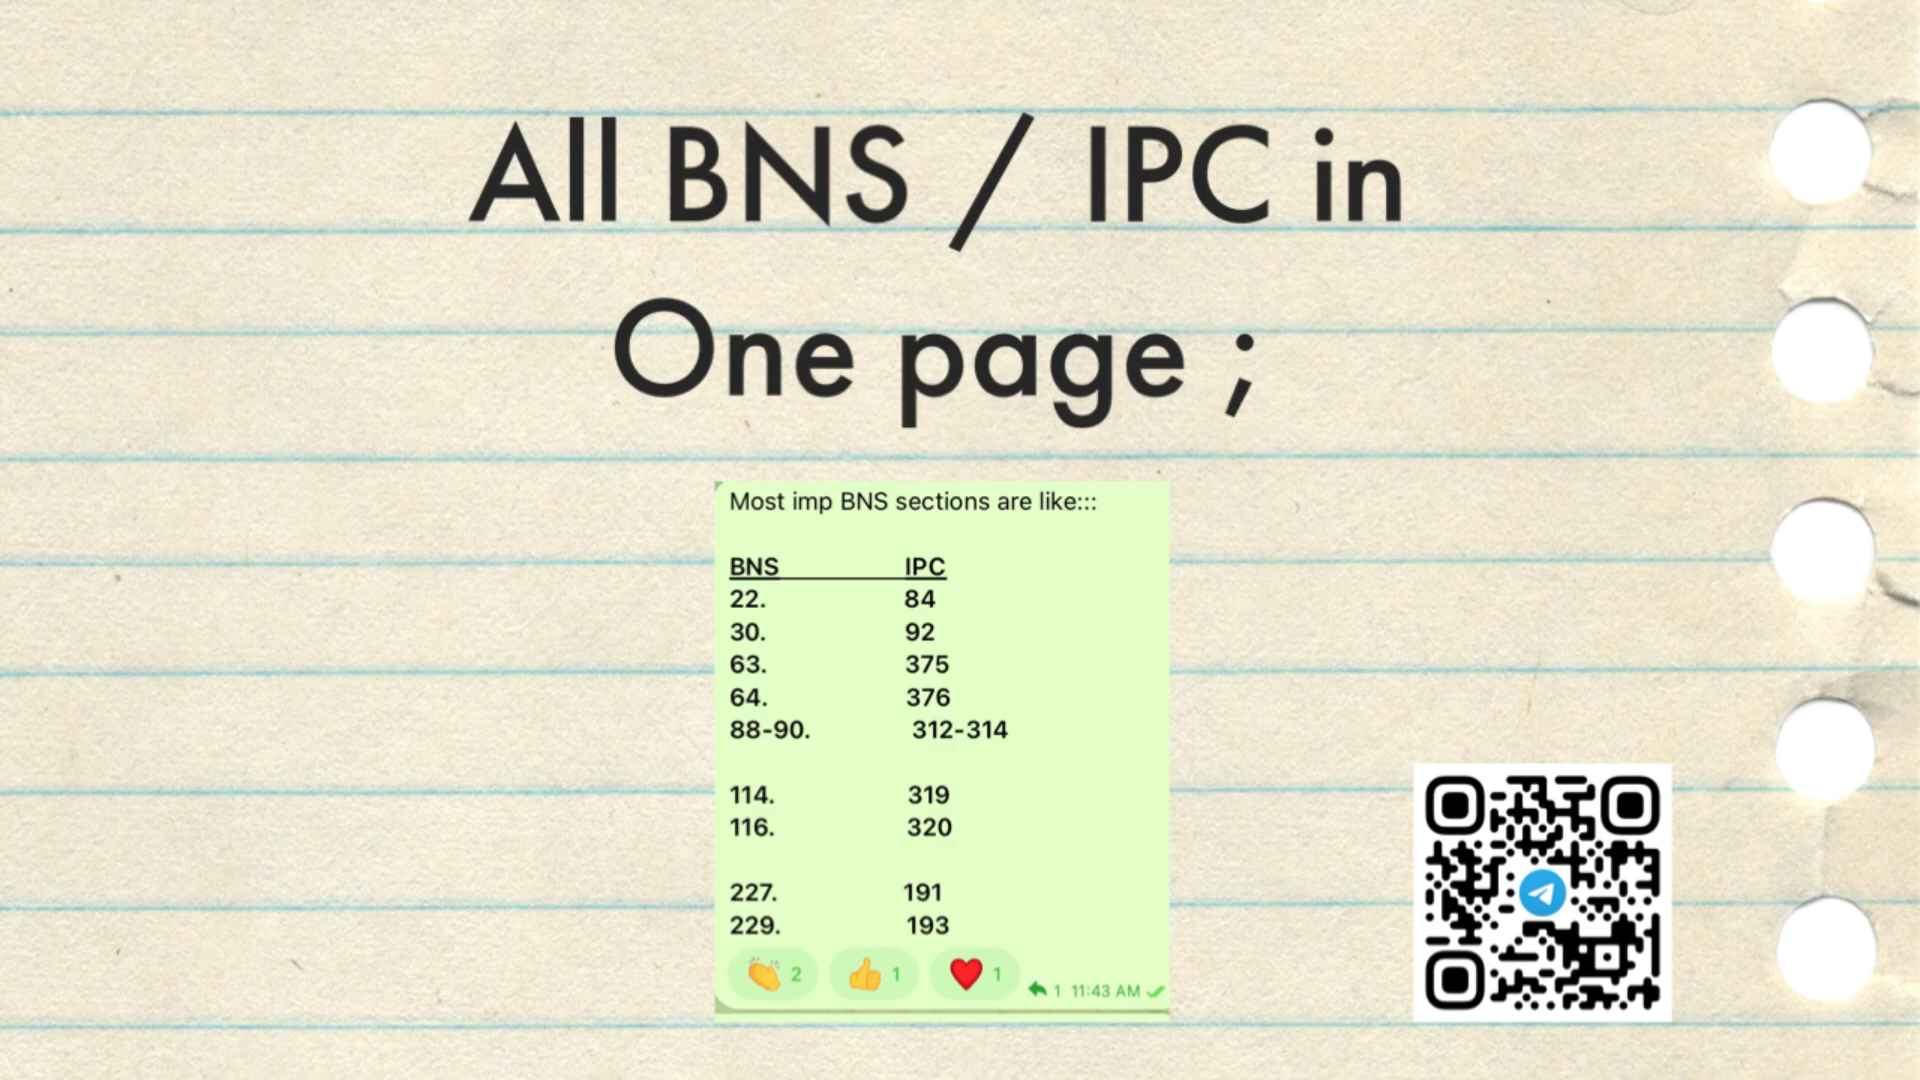 All BNS / IPC in
One page ;
Most imp BNS sections are like:::
BNS IPC
22. 84
30. 92
63. 375
64. 376
88-90. 312-314
114. 319
116. 320
227. 191
229. 193
👏 2 👍 1 ❤️ 1 1 11:43 AM